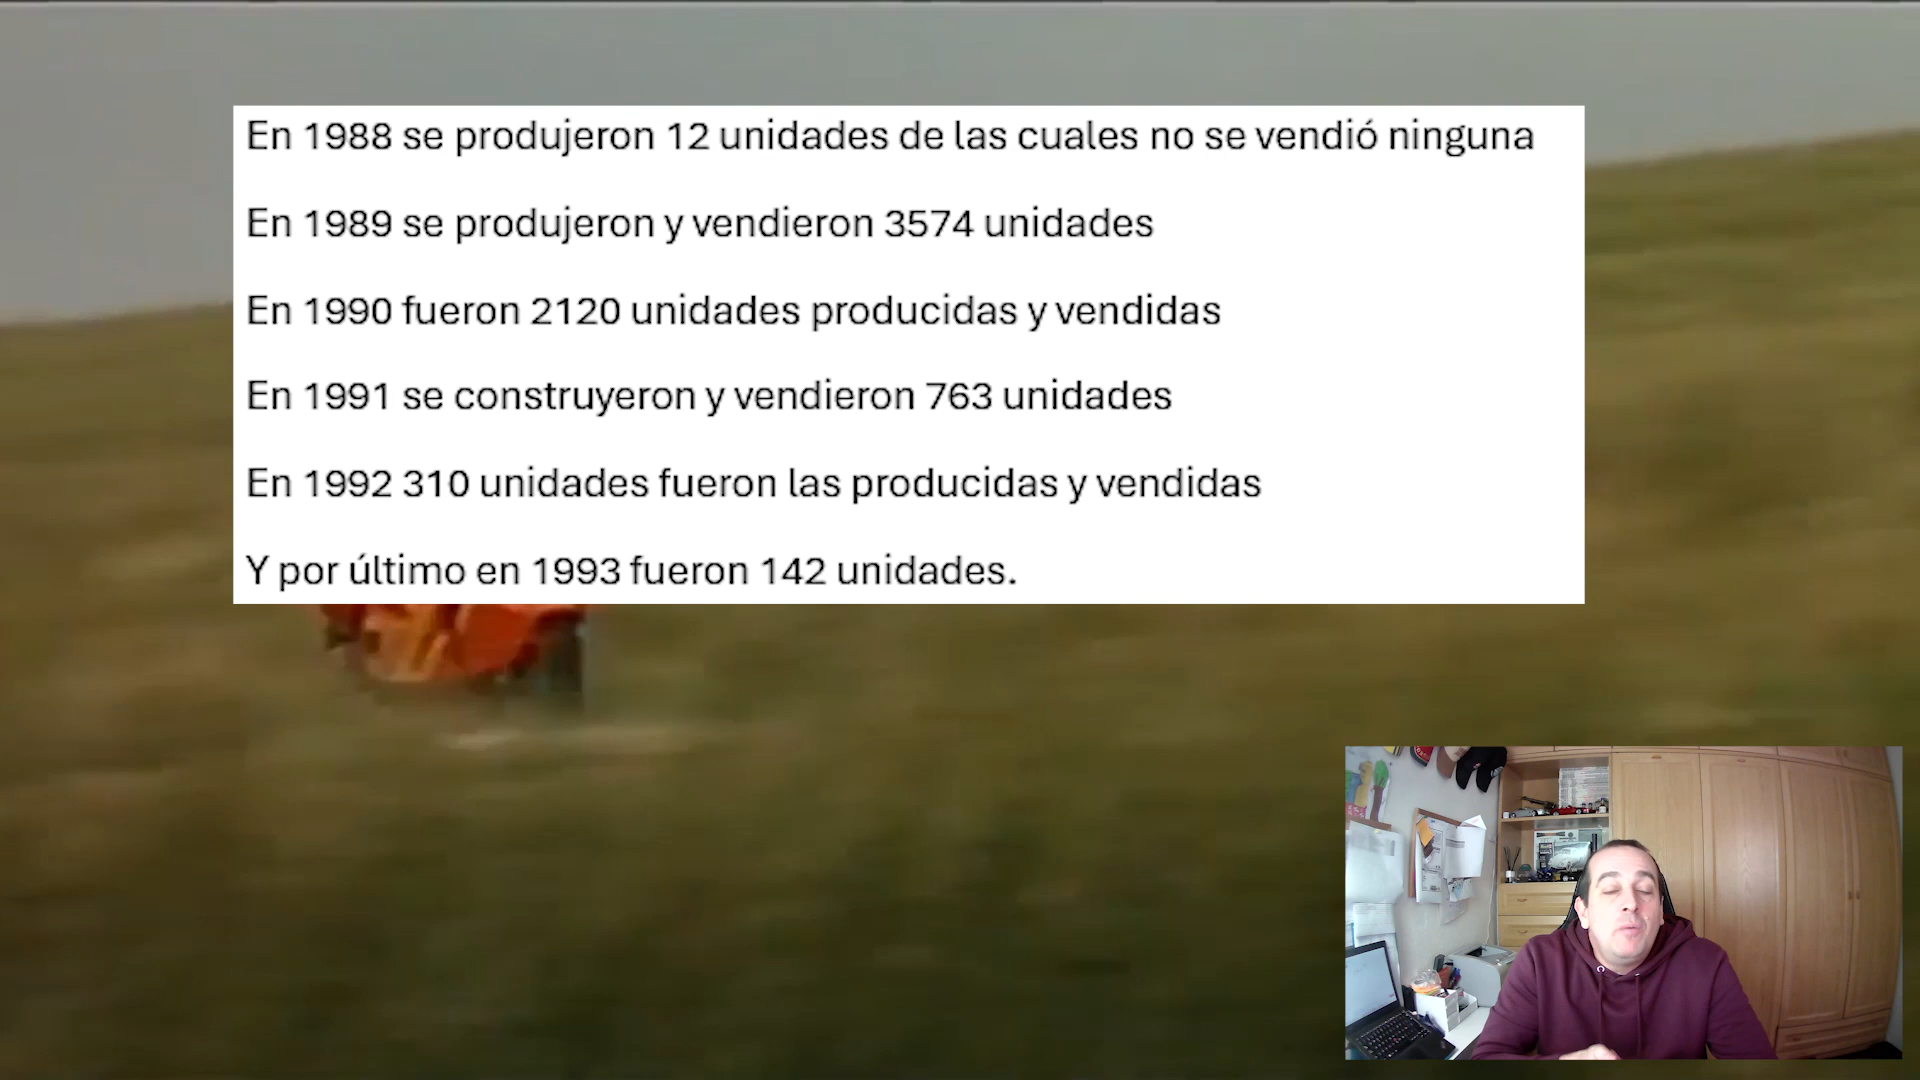 En 1988 se produjeron 12 unidades de las cuales no se vendió ninguna
En 1989 se produjeron y vendieron 3574 unidades
En 1990 fueron 2120 unidades producidas y vendidas
En 1991 se construyeron y vendieron 763 unidades
En 1992 310 unidades fueron las producidas y vendidas
Y por último en 1993 fueron 142 unidades.